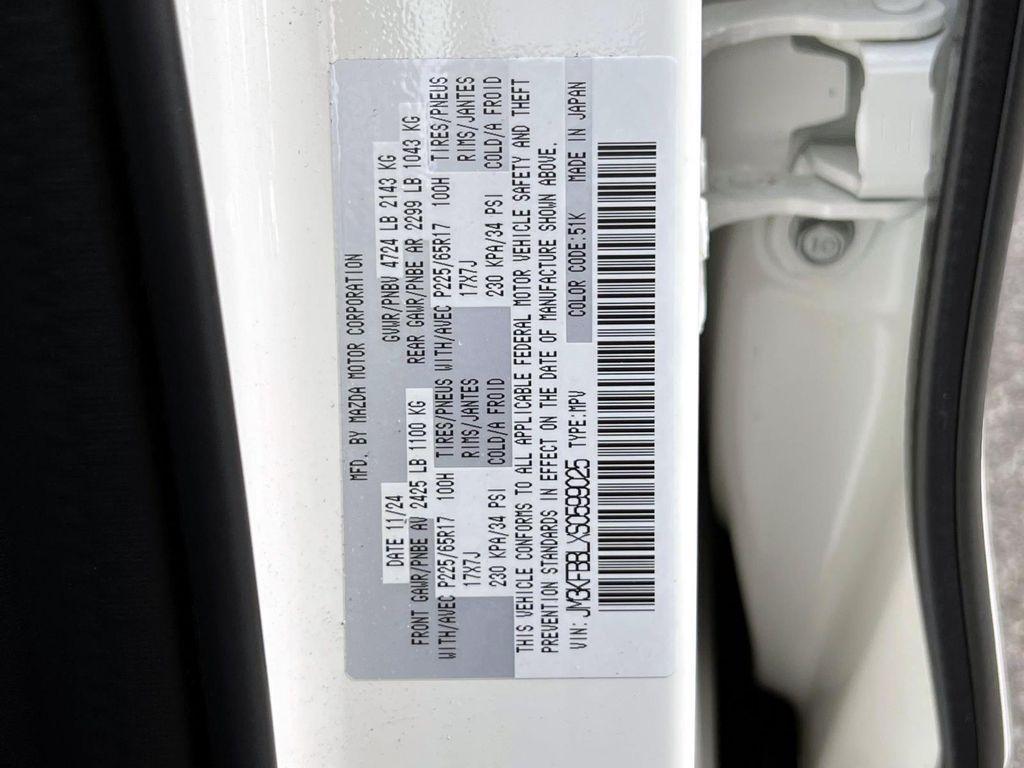 MFD. BY MAZDA MOTOR CORPORATION
DATE 11/24 GVWR/PNBV 4724 LB 2143 KG
FRONT GAWR/PNBE AV 2425 LB 1100 KG REAR GAWR/PNBE AR 2299 LB 1043 KG
WITH/AVEC P225/65R17 100H TIRES/PNEUS WITH/AVEC P225/65R17 100H TIRES/PNEUS
17X7J RIMS/JANTES 17X7J RIMS/JANTES
230 KPA/34 PSI COLD/A FROID 230 KPA/34 PSI COLD/A FROID
THIS VEHICLE CONFORMS TO ALL APPLICABLE FEDERAL MOTOR VEHICLE SAFETY AND THEFT
PREVENTION STANDARDS IN EFFECT ON THE DATE OF MANUFACTURE SHOWN ABOVE.
VIN: JM3KFBBLXS0599025 TYPE:MPV COLOR CODE:51K MADE IN JAPAN